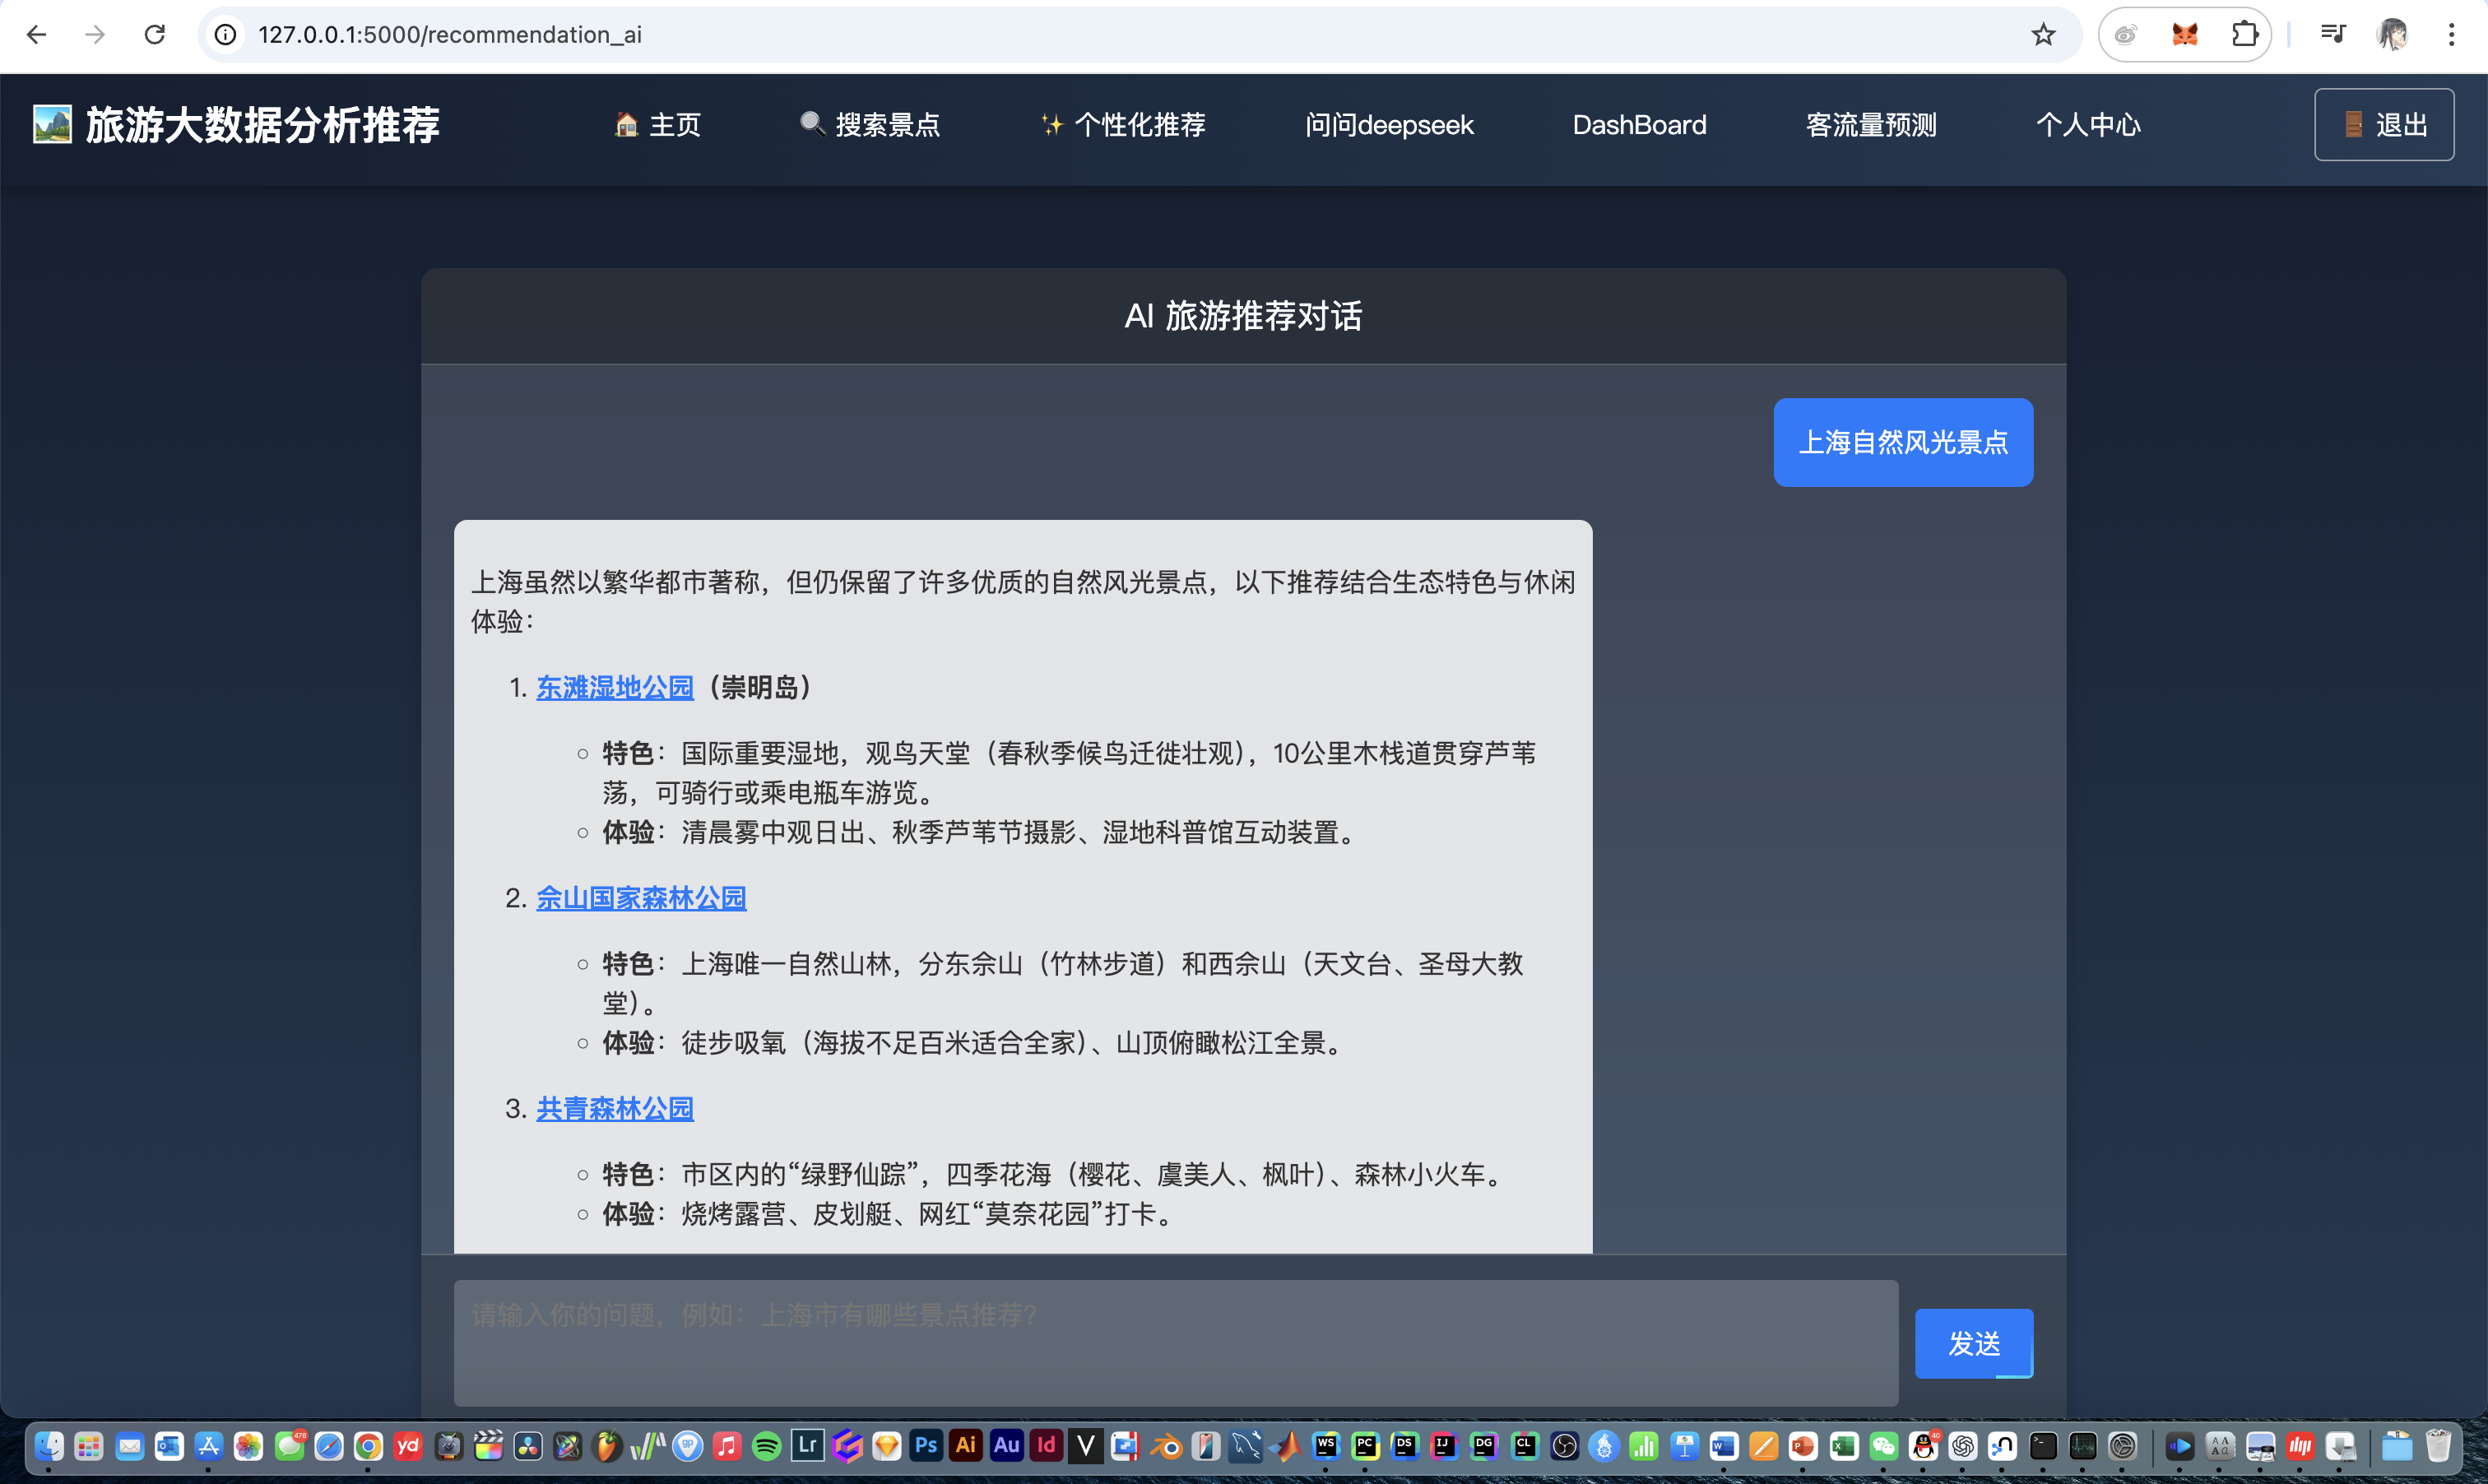 127.0.0.1:5000/recommendation_ai
旅游大数据分析推荐
主页
搜索景点
个性化推荐
问问deepseek
DashBoard
客流量预测
个人中心
退出
AI 旅游推荐对话
上海自然风光景点
上海虽然以繁华都市著称，但仍保留了许多优质的自然风光景点，以下推荐结合生态特色与休闲
体验：
1. 东滩湿地公园（崇明岛）
特色：国际重要湿地，观鸟天堂（春秋季候鸟迁徙壮观），10公里木栈道贯穿芦苇
荡，可骑行或乘电瓶车游览。
体验：清晨雾中观日出、秋季芦苇节摄影、湿地科普馆互动装置。
2. 佘山国家森林公园
特色：上海唯一自然山林，分东佘山（竹林步道）和西佘山（天文台、圣母大教
堂）。
体验：徒步吸氧（海拔不足百米适合全家）、山顶俯瞰松江全景。
3. 共青森林公园
特色：市区内的“绿野仙踪”，四季花海（樱花、虞美人、枫叶）、森林小火车。
体验：烧烤露营、皮划艇、网红“莫奈花园”打卡。
请输入你的问题，例如：上海市有哪些景点推荐？
发送
478
yd
Lr
Ps
Ai
Au
Id
V
WS
PC
DS
IJ
DG
CL
40